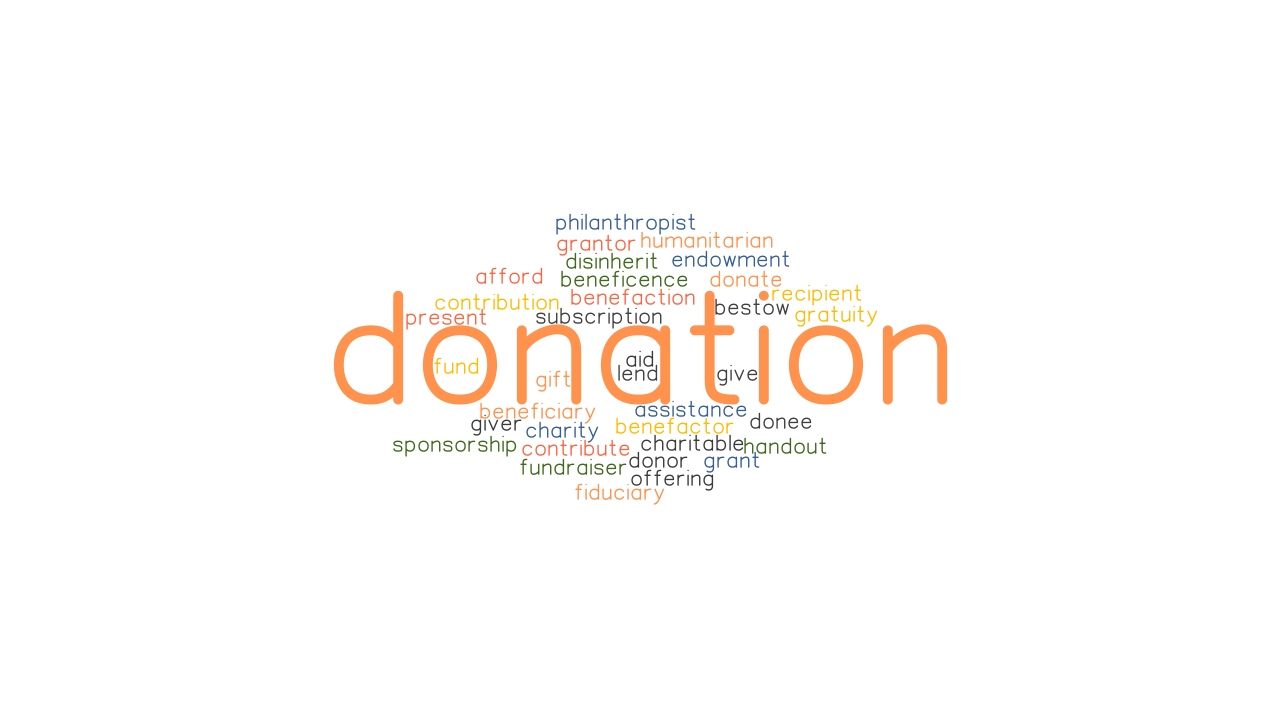 philanthropist
grantor humanitarian
disinherit endowment
afford beneficence donate
contribution benefaction recipient
present subscription bestow gratuity
donation
fund aid
gift lend give
beneficiary assistance
giver charity benefactor donee
sponsorship contribute charitable handout
fundraiser donor grant
offering
fiduciary